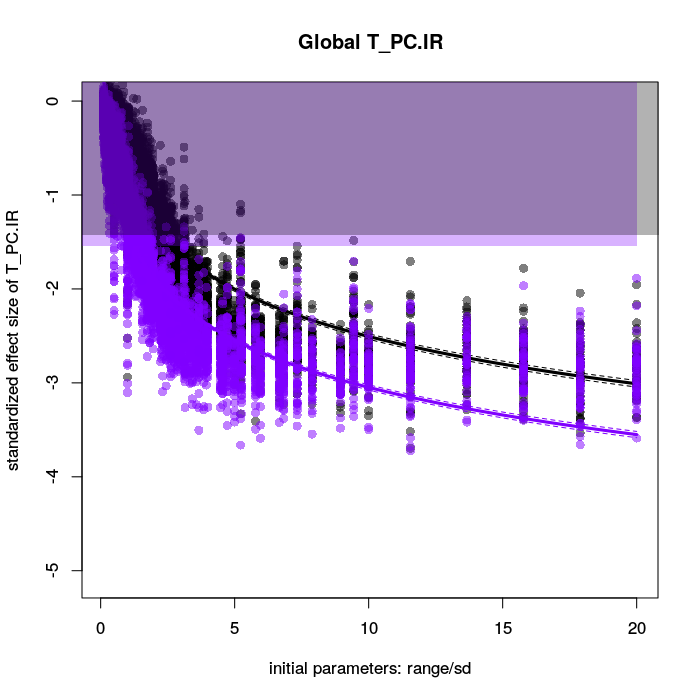 Global T_PC.IR
standardized effect size of T_PC.IR
0
-1
-2
-3
-4
-5
0 5 10 15 20
initial parameters: range/sd